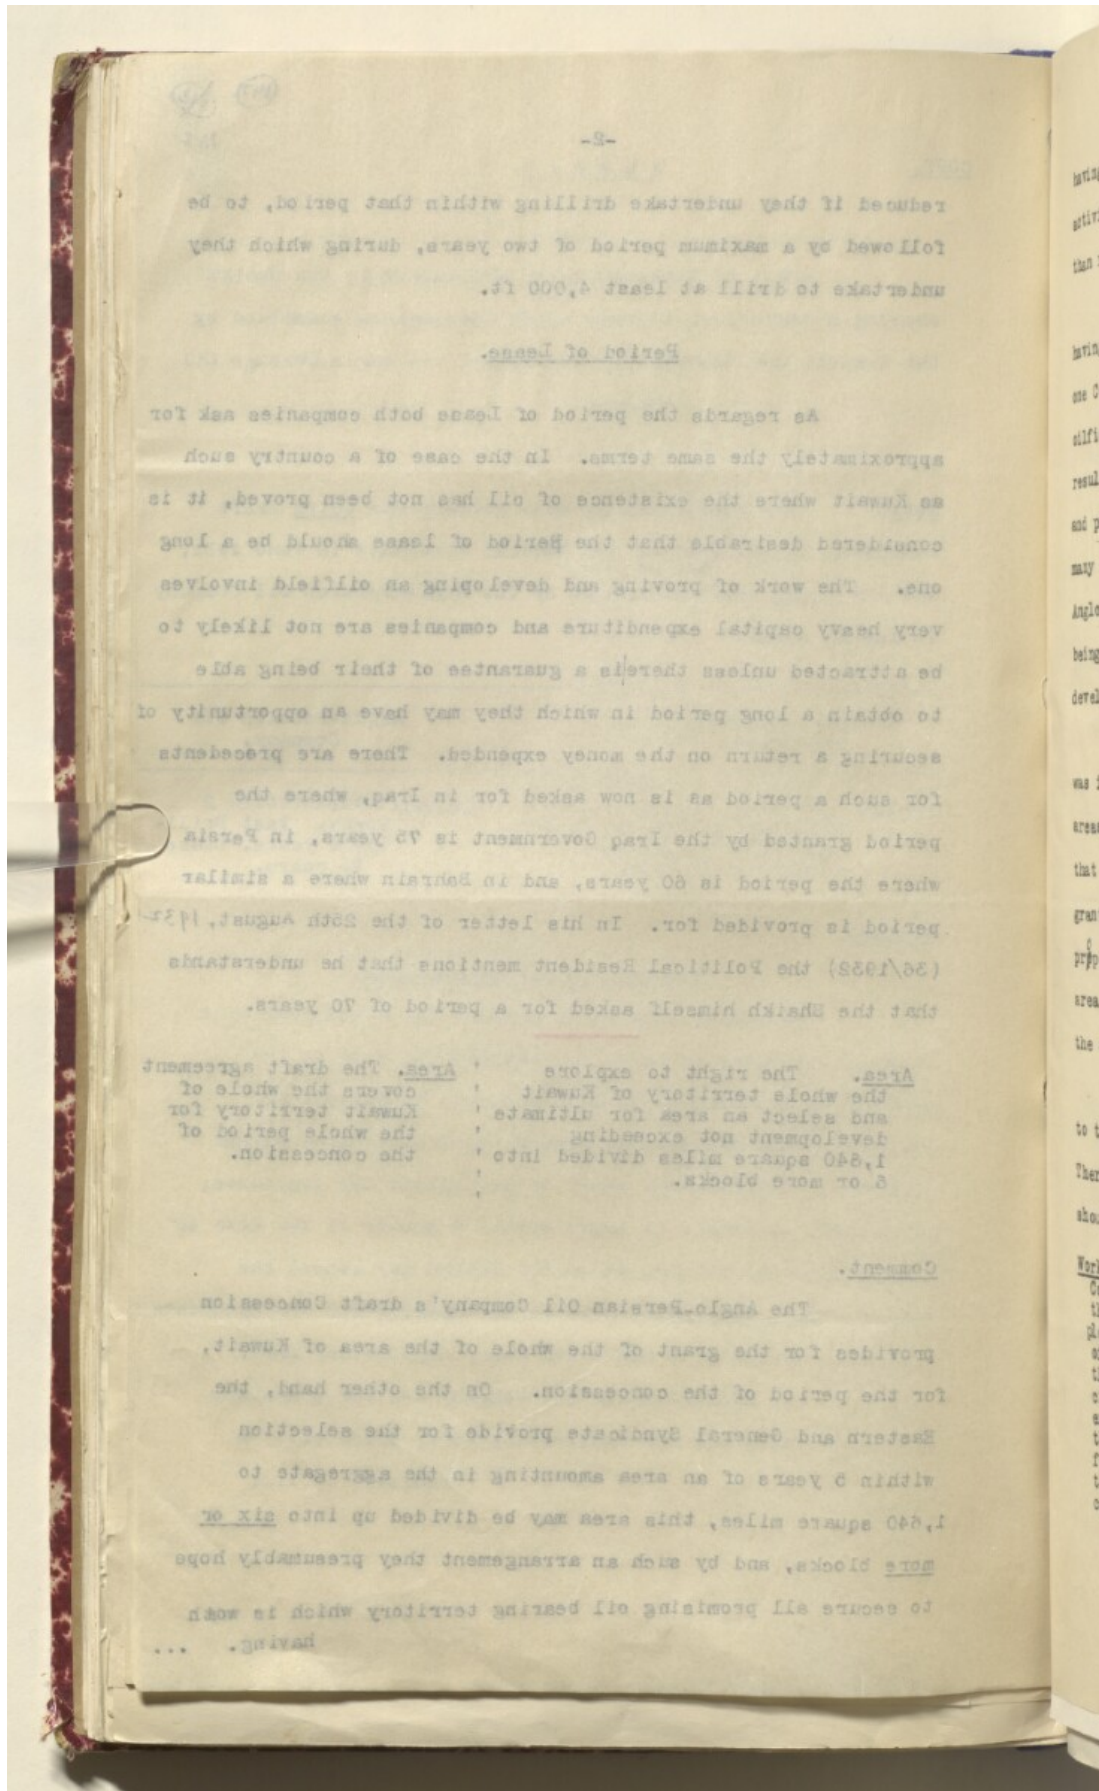 -2-
reduced if they undertake drilling within that period, to be
followed by a maximum period of two years, during which they
undertake to drill at least 4,000 ft.
Period of Lease.
As regards the period of Lease both companies ask for
approximately the same terms. In the case of a country such
as Kuwait where the existence of oil has not been proved, it is
considered desirable that the Period of lease should be a long
one. The work of proving and developing an oilfield involves
very heavy capital expenditure and companies are not likely to
be attracted unless there is a guarantee of their being able
to obtain a long period in which they may have an opportunity of
securing a return on the money expended. There are precedents
for such a period as is now asked for in Iraq, where the
period granted by the Iraq Government is 75 years, in Persia
where the period is 60 years, and in Bahrain where a similar
period is provided for. In his letter of the 25th August,
(36/1932) the Political Resident mentions that he understands
that the Shaikh himself asked for a period of 70 years.
Area. The right to explore
the whole territory of Kuwait
and select an area for ultimate
development not exceeding
1,640 square miles divided into
6 or more blocks.
Area. The draft agreement
covers the whole of
Kuwait territory for
the whole period of
the concession.
Comment.
The Anglo-Persian Oil Company's draft Concession
provides for the grant of the whole of the area of Kuwait,
for the period of the concession. On the other hand, the
Eastern and General Syndicate provide for the selection
within 5 years of an area amounting in the aggregate to
1,640 square miles, this area may be divided up into six or
more blocks, and by such an arrangement they presumably hope
to secure all promising oil bearing territory which is worth
having. ...
having
than
having
one
and
many
being
was
that
area
the
to